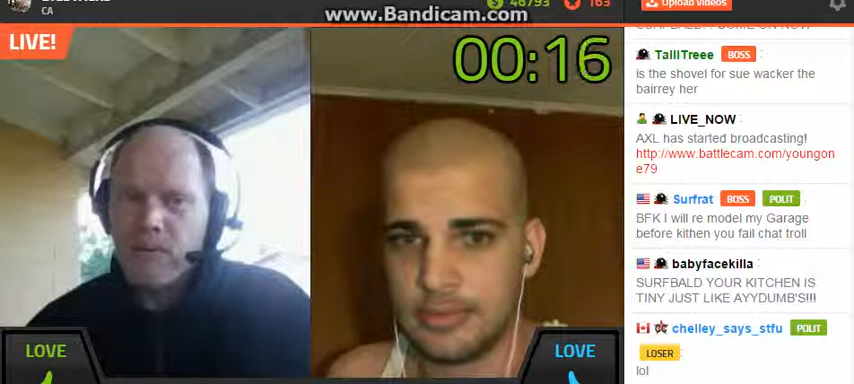 www.Bandicam.com
CA
46793
163
Upload Videos
LIVE!
00:16
LOVE
LOVE
TallTreee BOSS :
is the shovel for sue wacker the
bairrey her
LIVE_NOW
AXL has started broadcasting!
http://www.battlecam.com/youngon
e79
Surfrat BOSS POLIT :
BFK I will re model my Garage
before kithen you fail chat troll
babyfacekilla :
SURFBALD YOUR KITCHEN IS
TINY JUST LIKE AYYDUMB'S!!!
chelley_says_stfu POLIT
LOSER :
lol